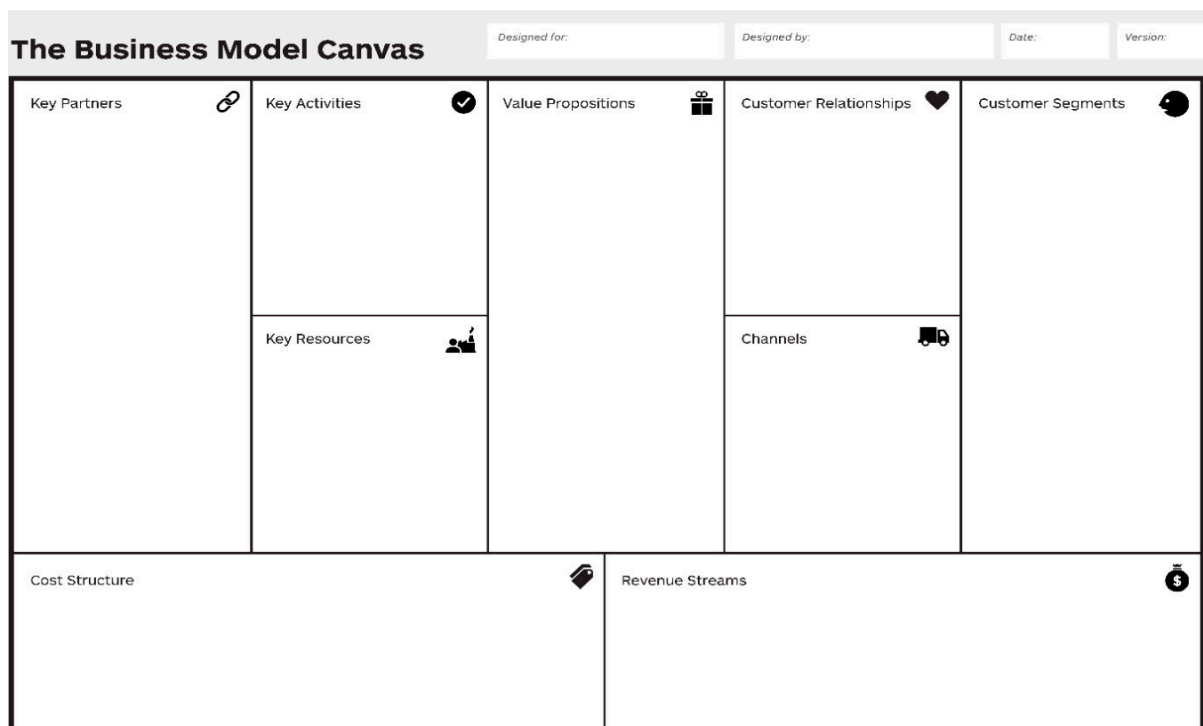 The Business Model Canvas
Designed for:
Designed by:
Date:
Version:
Key Partners
Key Activities
Value Propositions
Customer Relationships
Customer Segments
Key Resources
Channels
Cost Structure
Revenue Streams
$